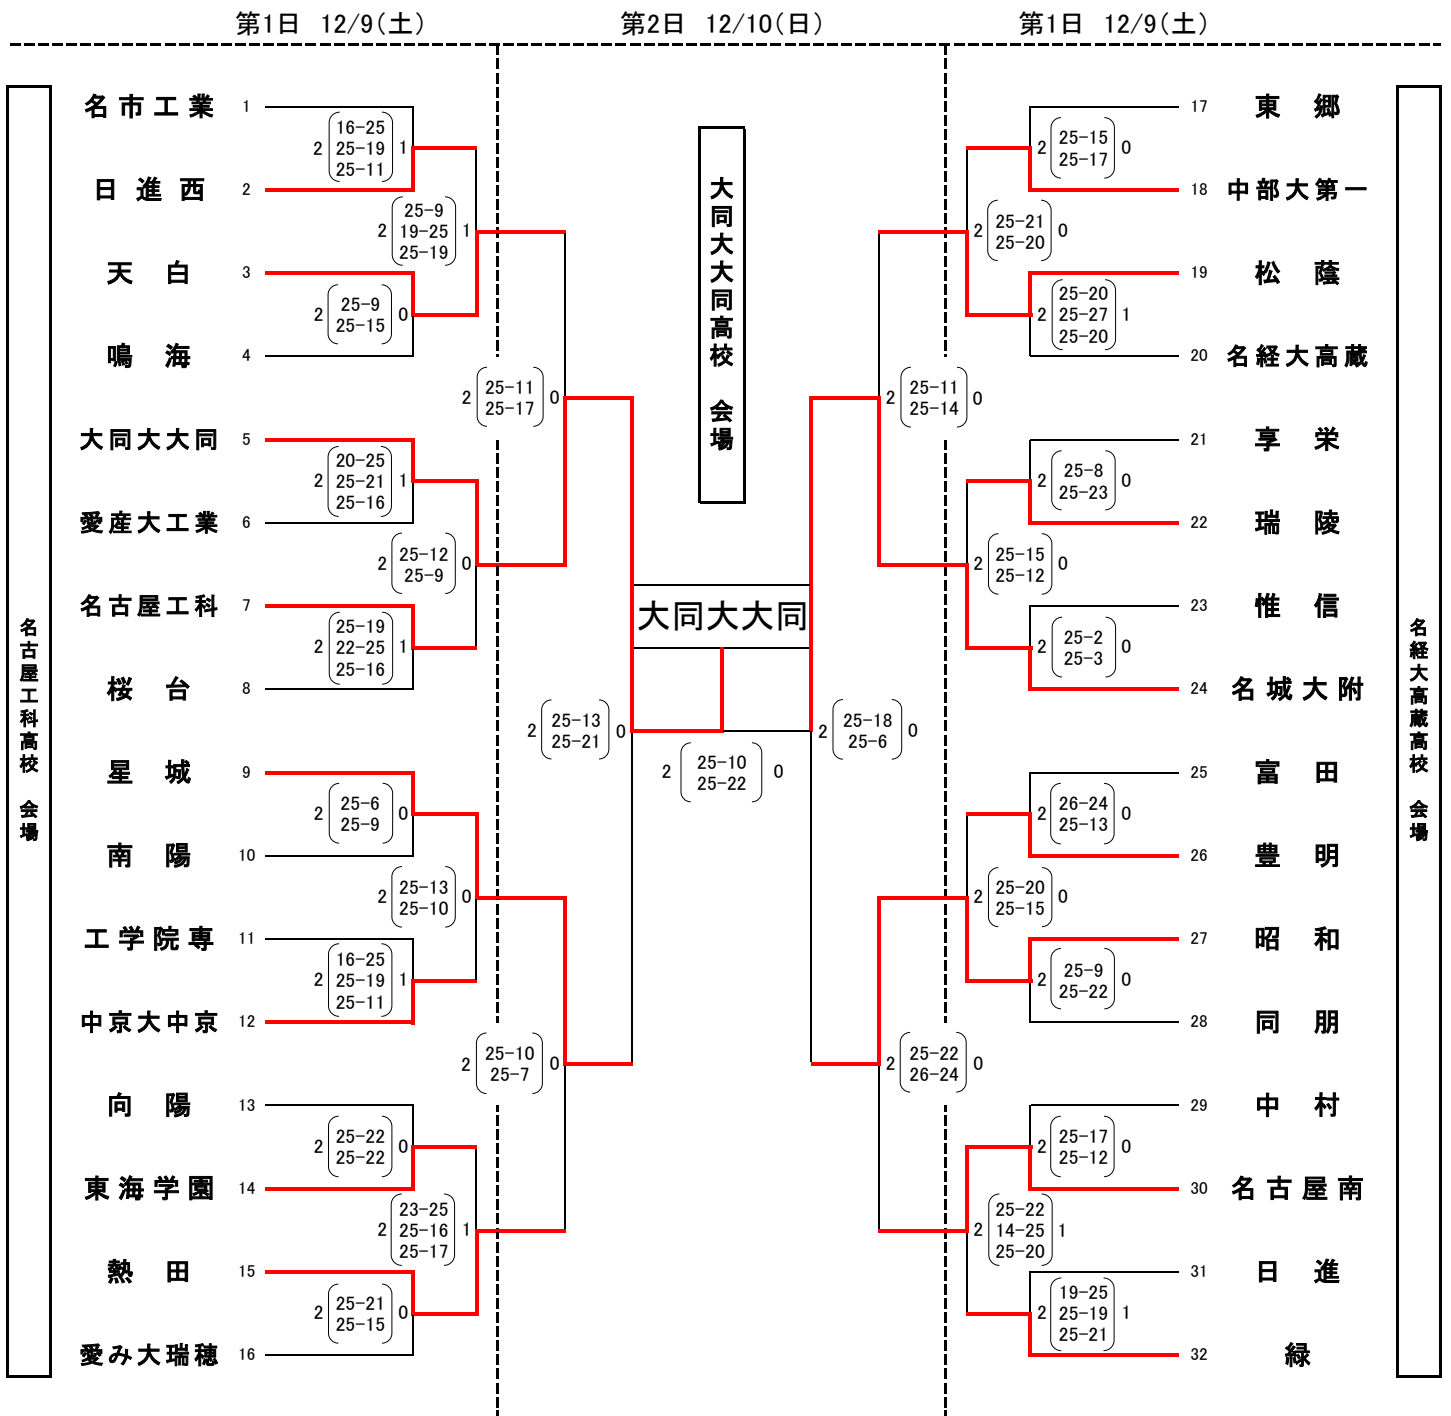 第1日 12/9(土)
第2日 12/10(日)
第1日 12/9(土)
名古屋工科高校 会場
名市工業 1
2 16-25 25-19 25-11 1
日進西 2
2 25-9 19-25 25-19 1
天白 3
2 25-9 25-15 0
鳴海 4
2 25-11 25-17 0
大同大大同 5
2 20-25 25-21 25-16 1
愛産大工業 6
2 25-12 25-9 0
名古屋工科 7
2 25-19 22-25 25-16 1
桜台 8
2 25-13 25-21 0
星城 9
2 25-6 25-9 0
南陽 10
2 25-13 25-10 0
工学院専 11
2 16-25 25-19 25-11 1
中京大中京 12
2 25-10 25-7 0
向陽 13
2 25-22 25-22 0
東海学園 14
2 23-25 25-16 25-17 1
熱田 15
2 25-21 25-15 0
愛み大瑞穂 16
大同大大同高校 会場
大同大大同
2 25-10 25-22 0
17 東郷
2 25-15 25-17 0
18 中部大第一
2 25-21 25-20 0
19 松蔭
2 25-20 25-27 25-20 1
20 名経大高蔵
2 25-11 25-14 0
21 享栄
2 25-8 25-23 0
22 瑞陵
2 25-15 25-12 0
23 惟信
2 25-2 25-3 0
24 名城大附
2 25-18 25-6 0
25 富田
2 26-24 25-13 0
26 豊明
2 25-20 25-15 0
27 昭和
2 25-9 25-22 0
28 同朋
2 25-22 26-24 0
29 中村
2 25-17 25-12 0
30 名古屋南
2 25-22 14-25 25-20 1
31 日進
2 19-25 25-19 25-21 1
32 緑
名経大高蔵高校 会場